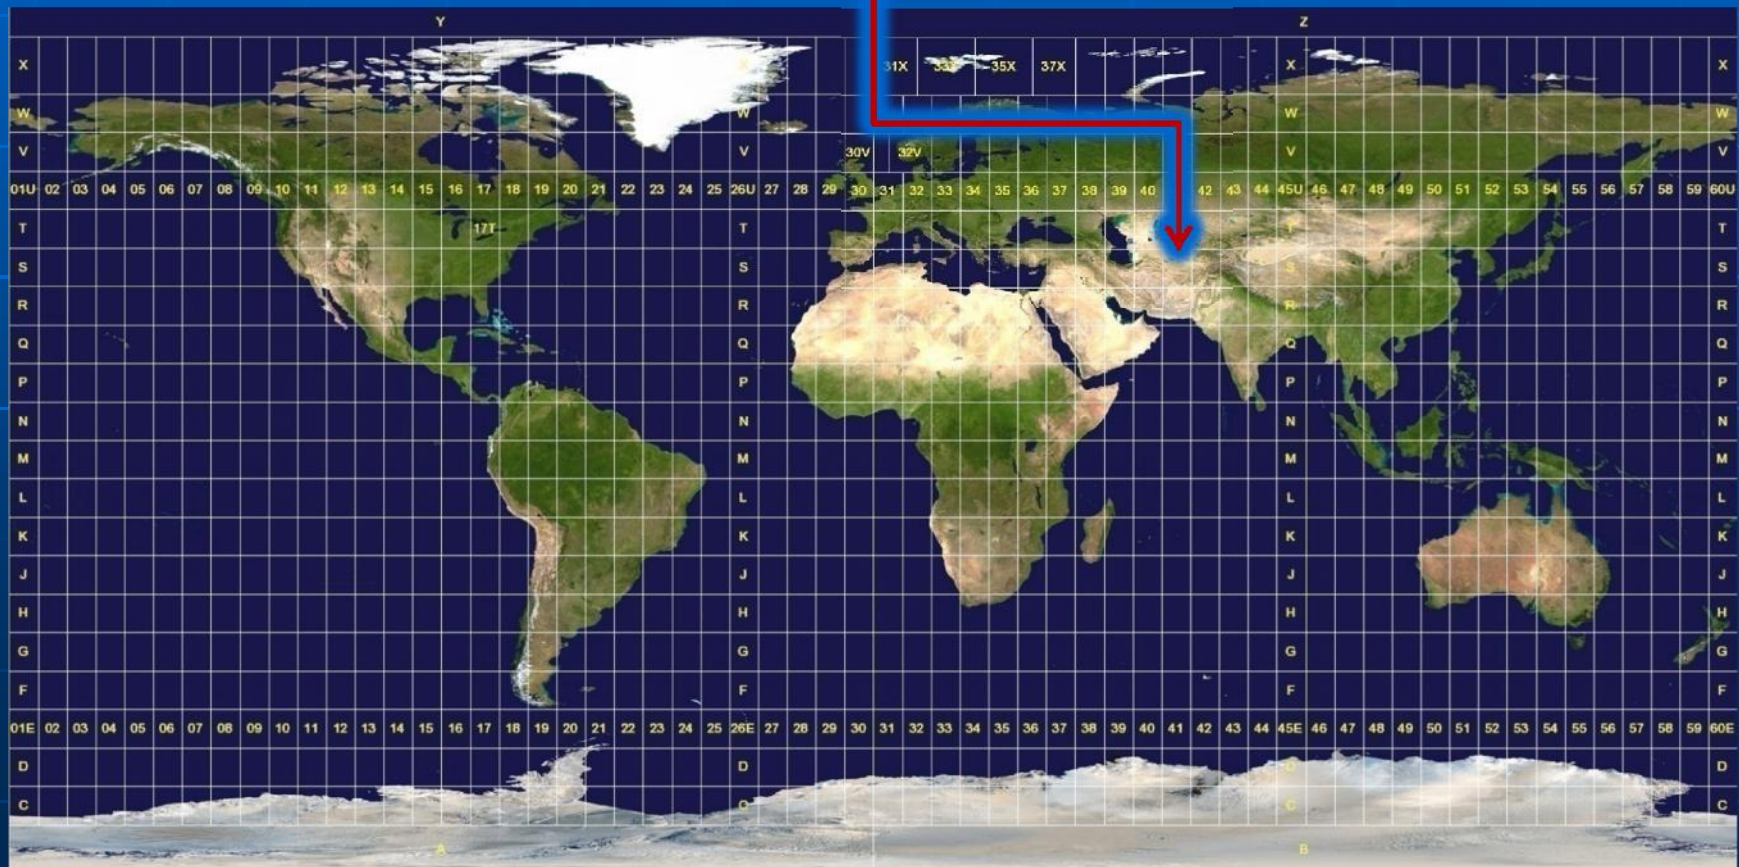 Y Z
X X 31X 33X 35X 37X X X
W W W W
V V 30V 32V V V
01U 02 03 04 05 06 07 08 09 10 11 12 13 14 15 16 17 18 19 20 21 22 23 24 25 26U 27 28 29 30 31 32 33 34 35 36 37 38 39 40 42 43 44 45U 46 47 48 49 50 51 52 53 54 55 56 57 58 59 60U
T 17T T T T
S S S S
R R R R
Q Q Q Q
P P P P
N N N N
M M M M
L L L L
K K K K
J J J J
H H H H
G G G G
F F F F
01E 02 03 04 05 06 07 08 09 10 11 12 13 14 15 16 17 18 19 20 21 22 23 24 25 26E 27 28 29 30 31 32 33 34 35 36 37 38 39 40 41 42 43 44 45E 46 47 48 49 50 51 52 53 54 55 56 57 58 59 60E
D D D D
C C C C
A B